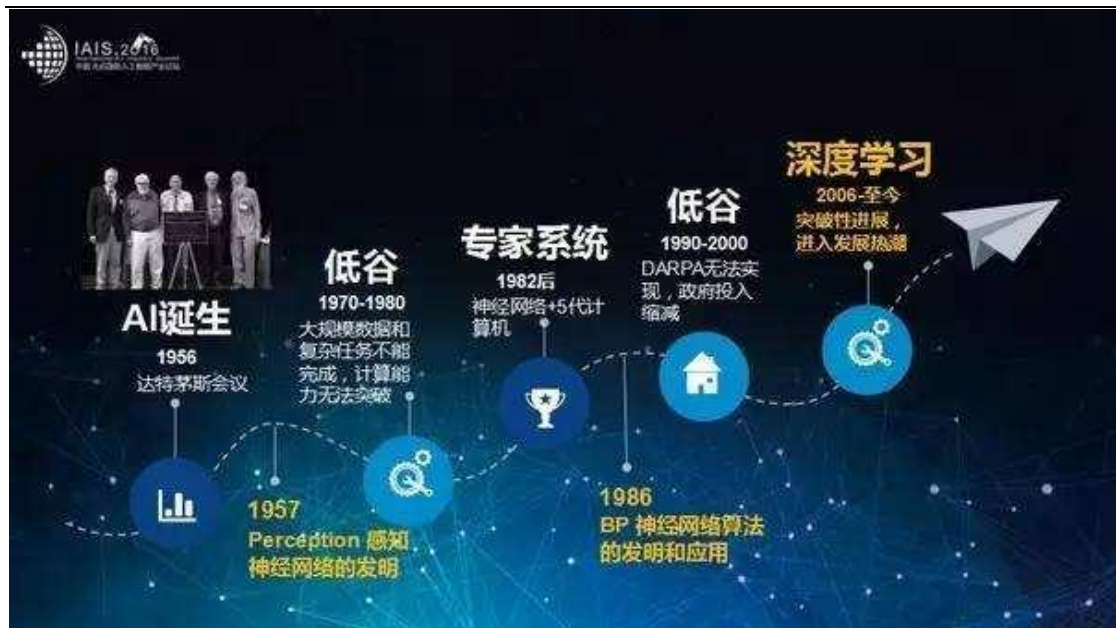 IAIS,2016
AI诞生
1956
达特茅斯会议
1957
Perception 感知
神经网络的发明
低谷
1970-1980
大规模数据和
复杂任务不能
完成，计算能
力无法突破
专家系统
1982后
神经网络+5代计
算机
1986
BP 神经网络算法
的发明和应用
低谷
1990-2000
DARPA无法实
现，政府投入
缩减
深度学习
2006-至今
突破性进展，
进入发展热潮